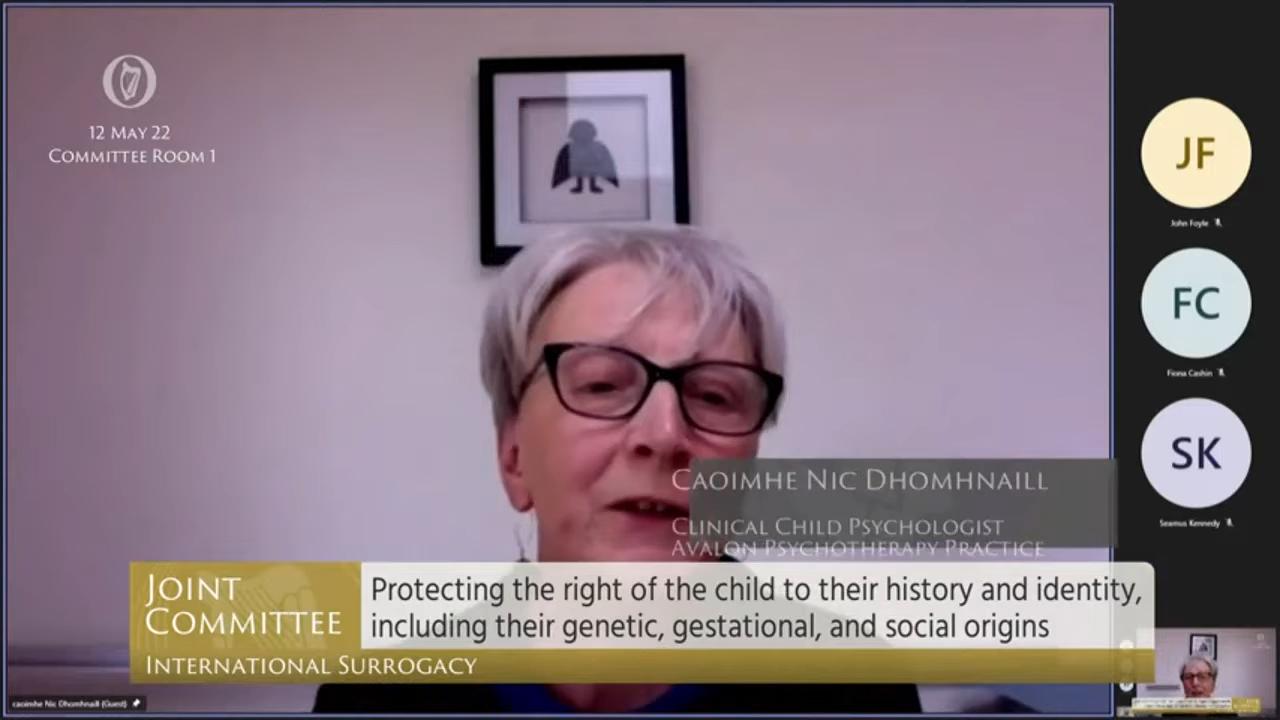 12 May 22
Committee Room 1
JF
John Foyle
FC
Fiona Cashin
SK
Seamus Kennedy
Caoimhe Nic Dhomhnaill
Clinical Child Psychologist
Avalon Psychotherapy Practice
Joint
Committee
Protecting the right of the child to their history and identity,
including their genetic, gestational, and social origins
International Surrogacy
caoimhe Nic Dhomhnaill (Guest)